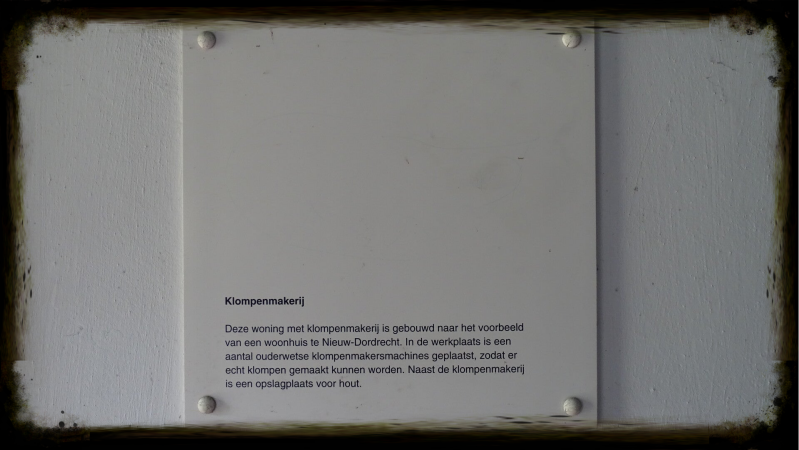 Klompenmakerij
Deze woning met klompenmakerij is gebouwd naar het voorbeeld
van een woonhuis te Nieuw-Dordrecht. In de werkplaats is een
aantal ouderwetse klompenmakersmachines geplaatst, zodat er
echt klompen gemaakt kunnen worden. Naast de klompenmakerij
is een opslagplaats voor hout.